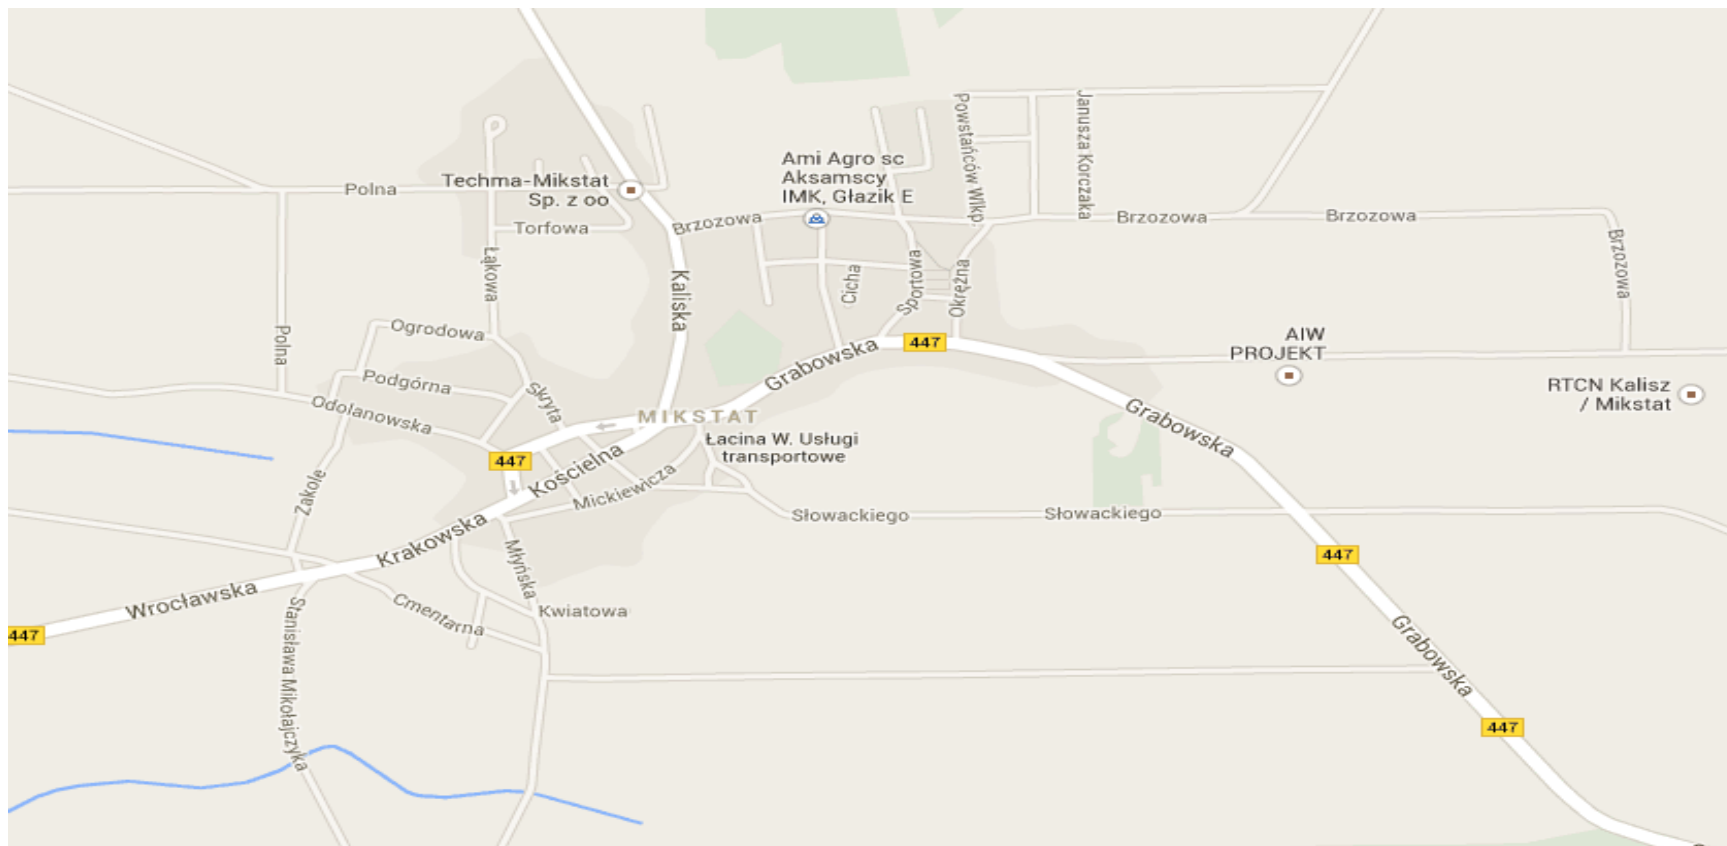 Powstańców Wlkp.
Janusza Korczaka
Ami Agro sc
Aksamscy
IMK, Głazik E
Techma-Mikstat
Sp. z oo
Polna
Torfowa
Brzozowa
Brzozowa
Brzozowa
Brzozowa
Łąkowa
Kaliska
Cicha
Sportowa
Okrężna
Ogrodowa
Polna
447
Grabowska
AIW
PROJEKT
RTCN Kalisz
/ Mikstat
Podgórna
Skryta
Odolanowska
MIKSTAT
Grabowska
Łacina W. Usługi
transportowe
447
Kościelna
Zakole
Mickiewicza
Słowackiego
Słowackiego
Krakowska
Młyńska
447
Wrocławska
Stanisława Mikołajczyka
Cmentarna
Kwiatowa
447
Grabowska
447